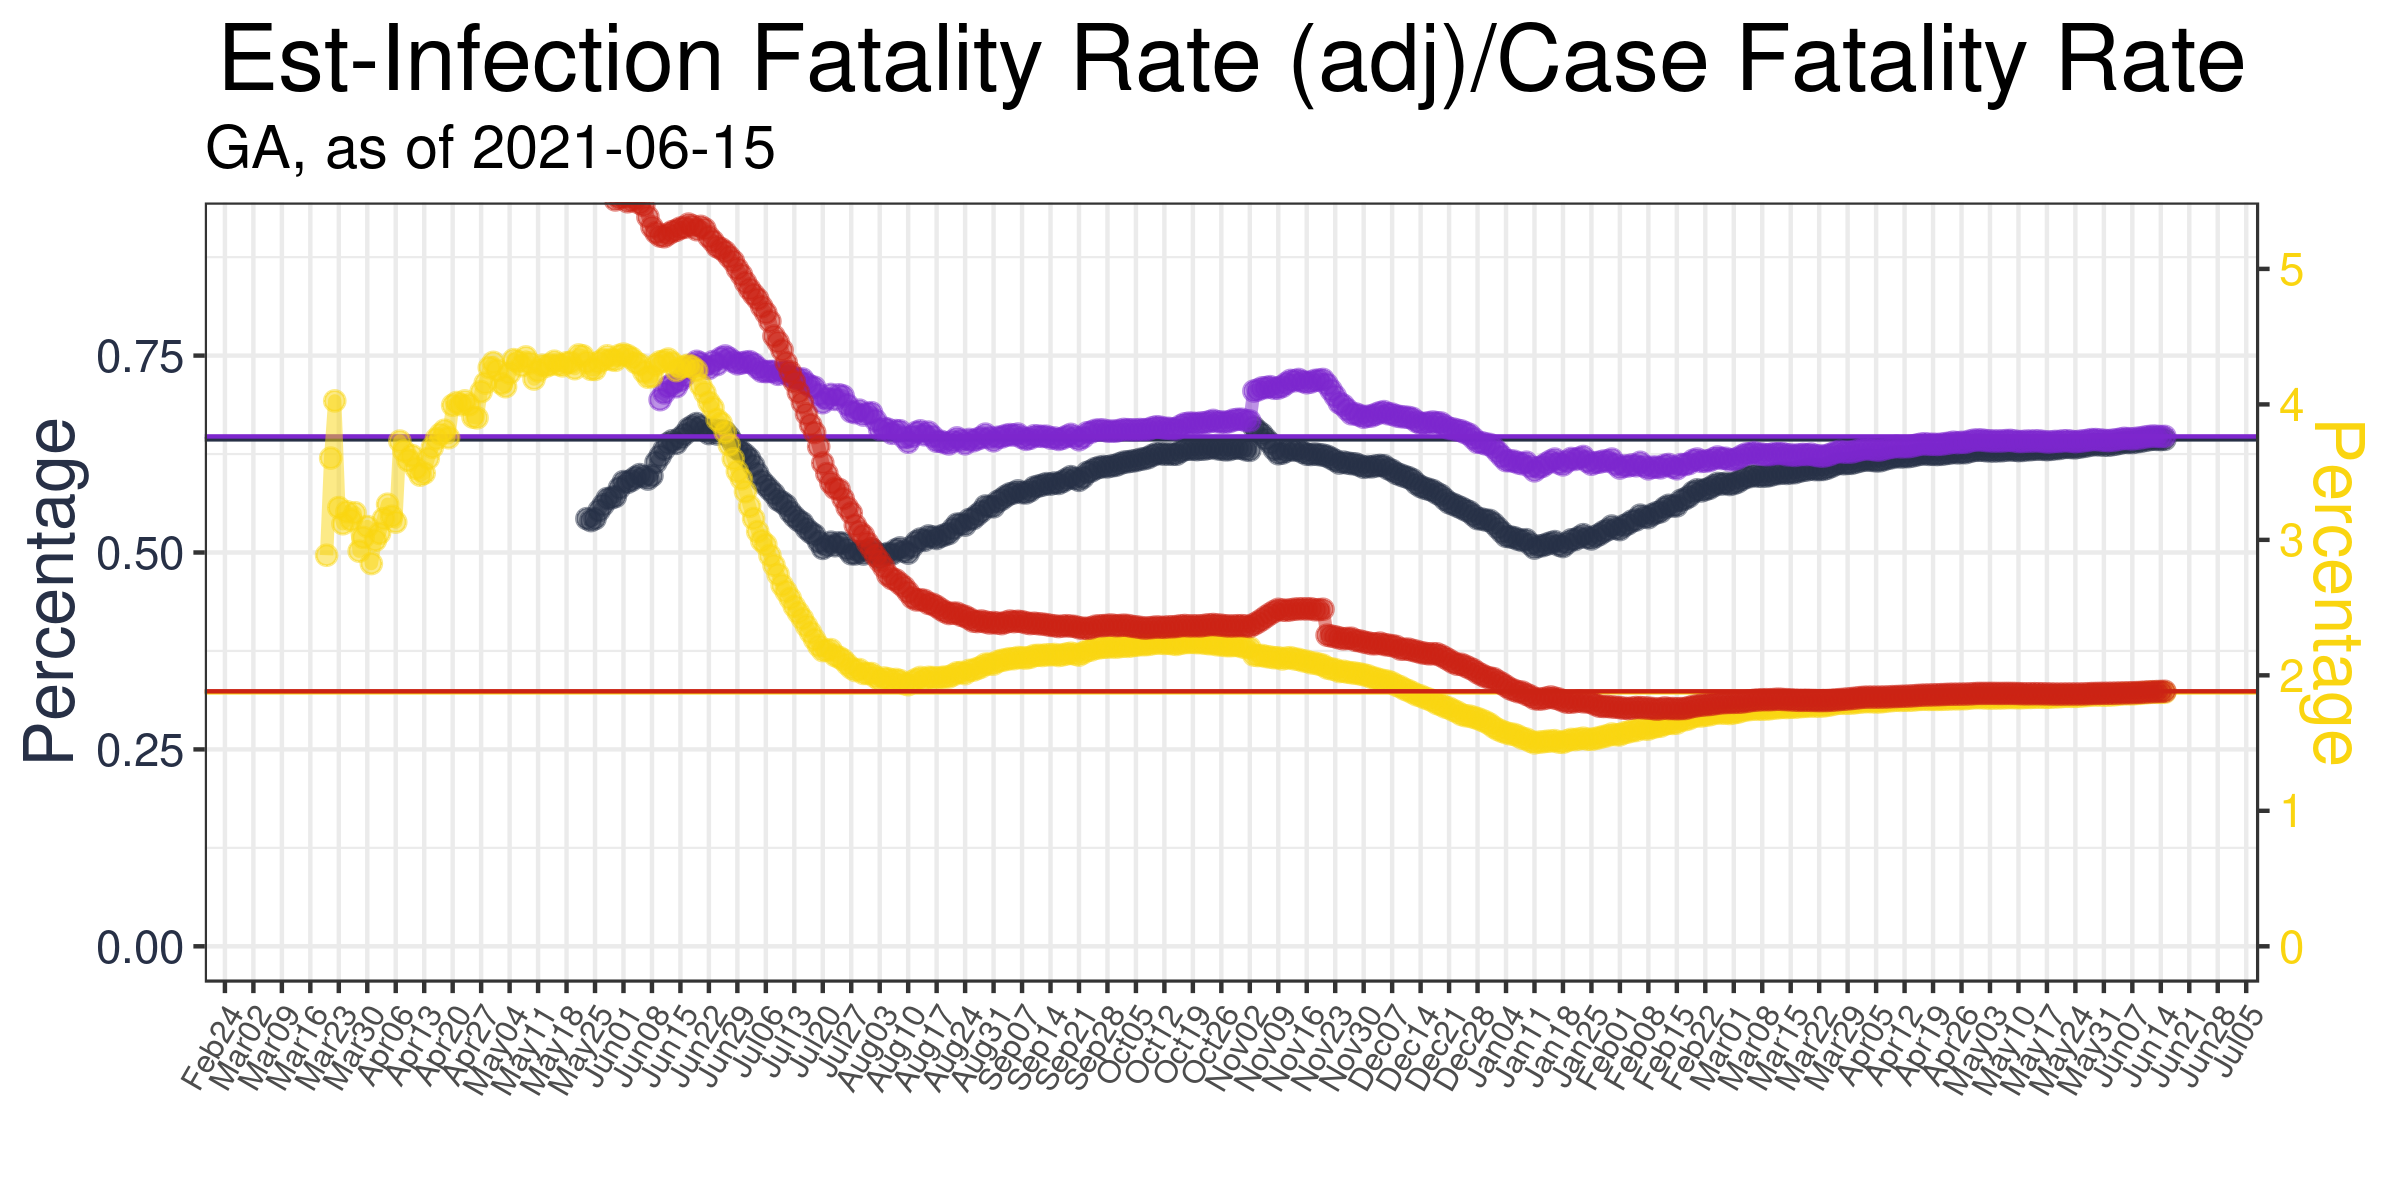 Est-Infection Fatality Rate (adj)/Case Fatality Rate
GA, as of 2021-06-15
Percentage
0.75
0.50
0.25
0.00
5
4
3
2
1
0
Percentage
Feb24
Mar02
Mar09
Mar16
Mar23
Mar30
Apr06
Apr13
Apr20
Apr27
May04
May11
May18
May25
Jun01
Jun08
Jun15
Jun22
Jun29
Jul06
Jul13
Jul20
Jul27
Aug03
Aug10
Aug17
Aug24
Aug31
Sep07
Sep14
Sep21
Sep28
Oct05
Oct12
Oct19
Oct26
Nov02
Nov09
Nov16
Nov23
Nov30
Dec07
Dec14
Dec21
Dec28
Jan04
Jan11
Jan18
Jan25
Feb01
Feb08
Feb15
Feb22
Mar01
Mar08
Mar15
Mar22
Mar29
Apr05
Apr12
Apr19
Apr26
May03
May10
May17
May24
May31
Jun07
Jun14
Jun21
Jun28
Jul05